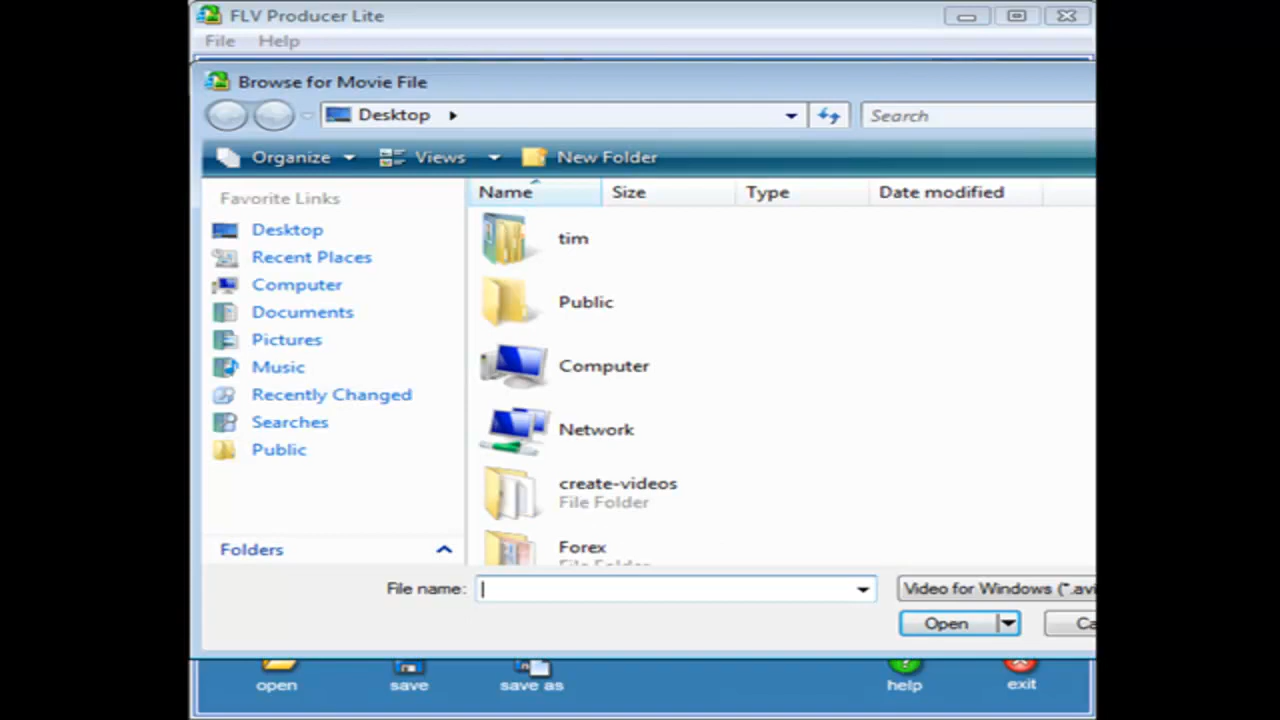 FLV Producer Lite
File Help
Browse for Movie File
Desktop
Search
Organize Views New Folder
Favorite Links
Name Size Type Date modified
Desktop
Recent Places
Computer
Documents
Pictures
Music
Recently Changed
Searches
Public
tim
Public
Computer
Network
create-videos
File Folder
Forex
File Folder
Folders
File name:
Video for Windows (*.avi
Open
Ca
open save save as help exit